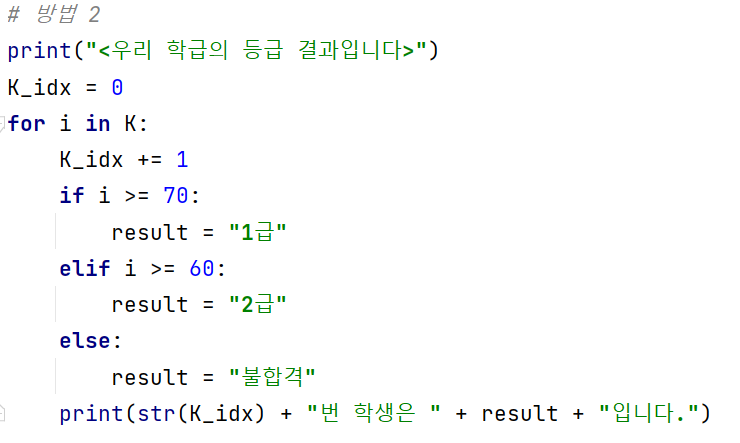 # 방법 2
print("<우리 학급의 등급 결과입니다>")
K_idx = 0
for i in K:
    K_idx += 1
    if i >= 70:
        result = "1급"
    elif i >= 60:
        result = "2급"
    else:
        result = "불합격"
    print(str(K_idx) + "번 학생은 " + result + "입니다.")